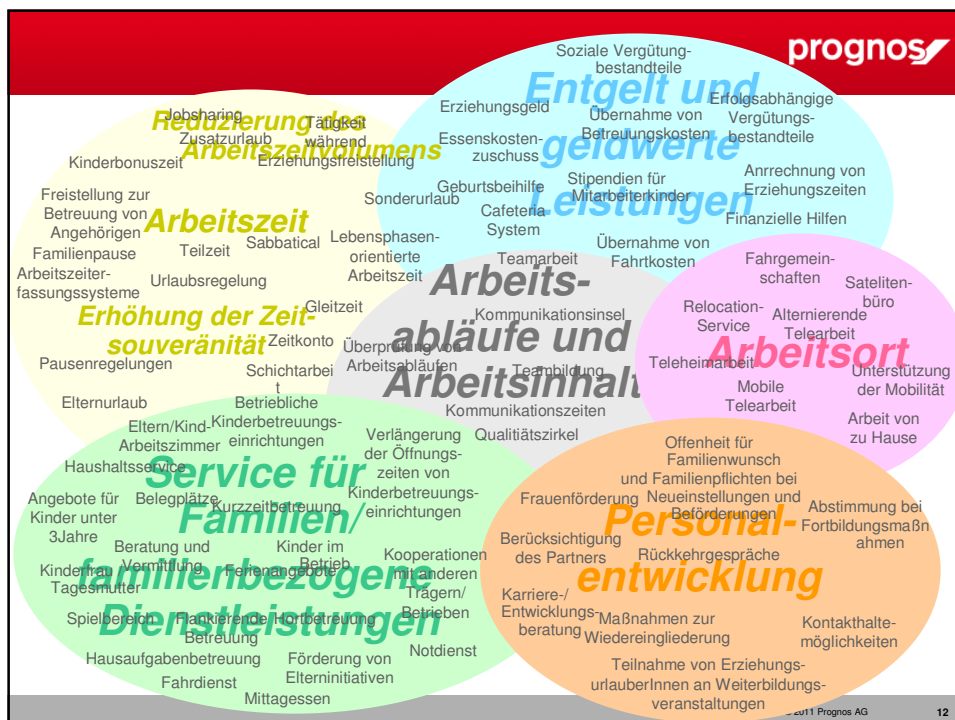 prognos
Soziale Vergütung-
bestandteile
Entgelt und
geldwerte
Leistungen
Erziehungsgeld
Übernahme von
Betreuungskosten
Erfolgsabhängige
Vergütungs-
bestandteile
Essenskosten-
zuschuss
Geburtsbeihilfe
Stipendien für
Mitarbeiterkinder
Anrrechnung von
Erziehungszeiten
Cafeteria
System
Finanzielle Hilfen
Übernahme von
Fahrtkosten
Reduzierung des
Arbeitszeitvolumens
Jobsharing
Zusatzurlaub
Tätigkeit
während
Erziehungsfreistellung
Kinderbonuszeit
Sonderurlaub
Freistellung zur
Betreuung von
Angehörigen
Arbeitszeit
Familienpause
Teilzeit
Sabbatical
Lebensphasen-
orientierte
Arbeitszeit
Arbeitszeiter-
fassungssysteme
Urlaubsregelung
Gleitzeit
Erhöhung der Zeit-
souveränität
Zeitkonto
Pausenregelungen
Schichtarbei
t
Elternurlaub
Teamarbeit
Arbeits-
abläufe und
Arbeitsinhalt
Kommunikationsinsel
Überprüfung von
Arbeitsabläufen
Teambildung
Kommunikationszeiten
Qualitiätszirkel
Fahrgemein-
schaften
Sateliten-
büro
Relocation-
Service
Alternierende
Telearbeit
Arbeitsort
Teleheimarbeit
Unterstützung
der Mobilität
Mobile
Telearbeit
Arbeit von
zu Hause
Betriebliche
Kinderbetreuungs-
einrichtungen
Eltern/Kind-
Arbeitszimmer
Verlängerung
der Öffnungs-
zeiten von
Kinderbetreuungs-
einrichtungen
Haushaltsservice
Service für
Familien/
familienbezogene
Dienstleistungen
Angebote für
Kinder unter
3Jahre
Belegplätze
Kurzzeitbetreuung
Beratung und
Vermittlung
Kinder im
Betrieb
Kooperationen
mit anderen
Trägern/
Betrieben
Kinderfrau
Tagesmutter
Ferienangebote
Spielbereich
Flankierende
Betreuung
Hortbetreuung
Notdienst
Hausaufgabenbetreuung
Förderung von
Elterninitiativen
Fahrdienst
Mittagessen
Offenheit für
Familienwunsch
und Familienpflichten bei
Neueinstellungen und
Beförderungen
Frauenförderung
Abstimmung bei
Fortbildungsmaßn
ahmen
Personal-
entwicklung
Berücksichtigung
des Partners
Rückkehrgespräche
Karriere-/
Entwicklungs-
beratung
Maßnahmen zur
Wiedereingliederung
Kontakthalte-
möglichkeiten
Teilnahme von Erziehungs-
urlauberInnen an Weiterbildungs-
veranstaltungen
2011 Prognos AG
12